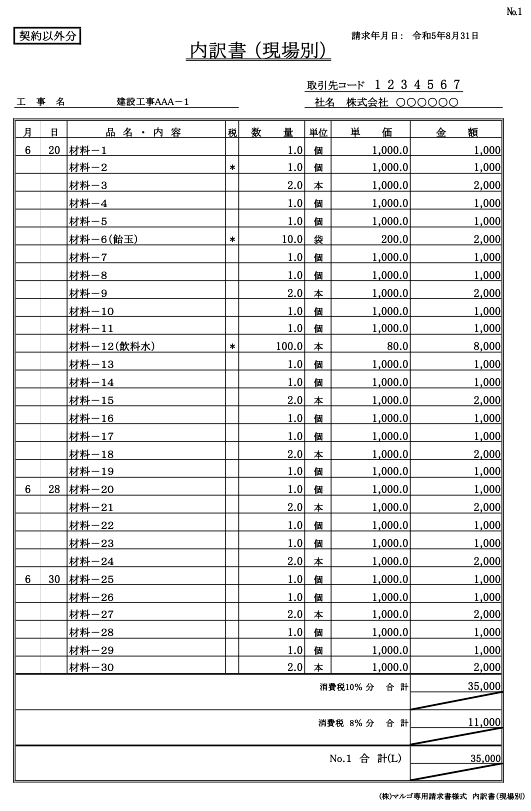 No.1
契約以外分
請求年月日： 令和5年8月31日
内訳書（現場別）
取引先コード 1 2 3 4 5 6 7
工 事 名 建設工事AAA－1
社名 株式会社 〇〇〇〇〇〇
月 日 品 名 ・ 内 容 税 数 量 単位 単 価 金 額
6 20 材料－1 1.0 個 1,000.0 1,000
材料－2 * 1.0 個 1,000.0 1,000
材料－3 2.0 本 1,000.0 2,000
材料－4 1.0 個 1,000.0 1,000
材料－5 1.0 個 1,000.0 1,000
材料－6(飴玉) * 10.0 袋 200.0 2,000
材料－7 1.0 個 1,000.0 1,000
材料－8 1.0 個 1,000.0 1,000
材料－9 2.0 本 1,000.0 2,000
材料－10 1.0 個 1,000.0 1,000
材料－11 1.0 個 1,000.0 1,000
材料－12(飲料水) * 100.0 本 80.0 8,000
材料－13 1.0 個 1,000.0 1,000
材料－14 1.0 個 1,000.0 1,000
材料－15 2.0 本 1,000.0 2,000
材料－16 1.0 個 1,000.0 1,000
材料－17 1.0 個 1,000.0 1,000
材料－18 2.0 本 1,000.0 2,000
材料－19 1.0 個 1,000.0 1,000
6 28 材料－20 1.0 個 1,000.0 1,000
材料－21 2.0 本 1,000.0 2,000
材料－22 1.0 個 1,000.0 1,000
材料－23 1.0 個 1,000.0 1,000
材料－24 2.0 本 1,000.0 2,000
6 30 材料－25 1.0 個 1,000.0 1,000
材料－26 1.0 個 1,000.0 1,000
材料－27 2.0 本 1,000.0 2,000
材料－28 1.0 個 1,000.0 1,000
材料－29 1.0 個 1,000.0 1,000
材料－30 2.0 本 1,000.0 2,000
消費税10% 分 合 計 35,000
消費税 8% 分 合 計 11,000
No.1 合 計(L) 35,000
(株)マルゴ専用請求書様式 内訳書(現場別)